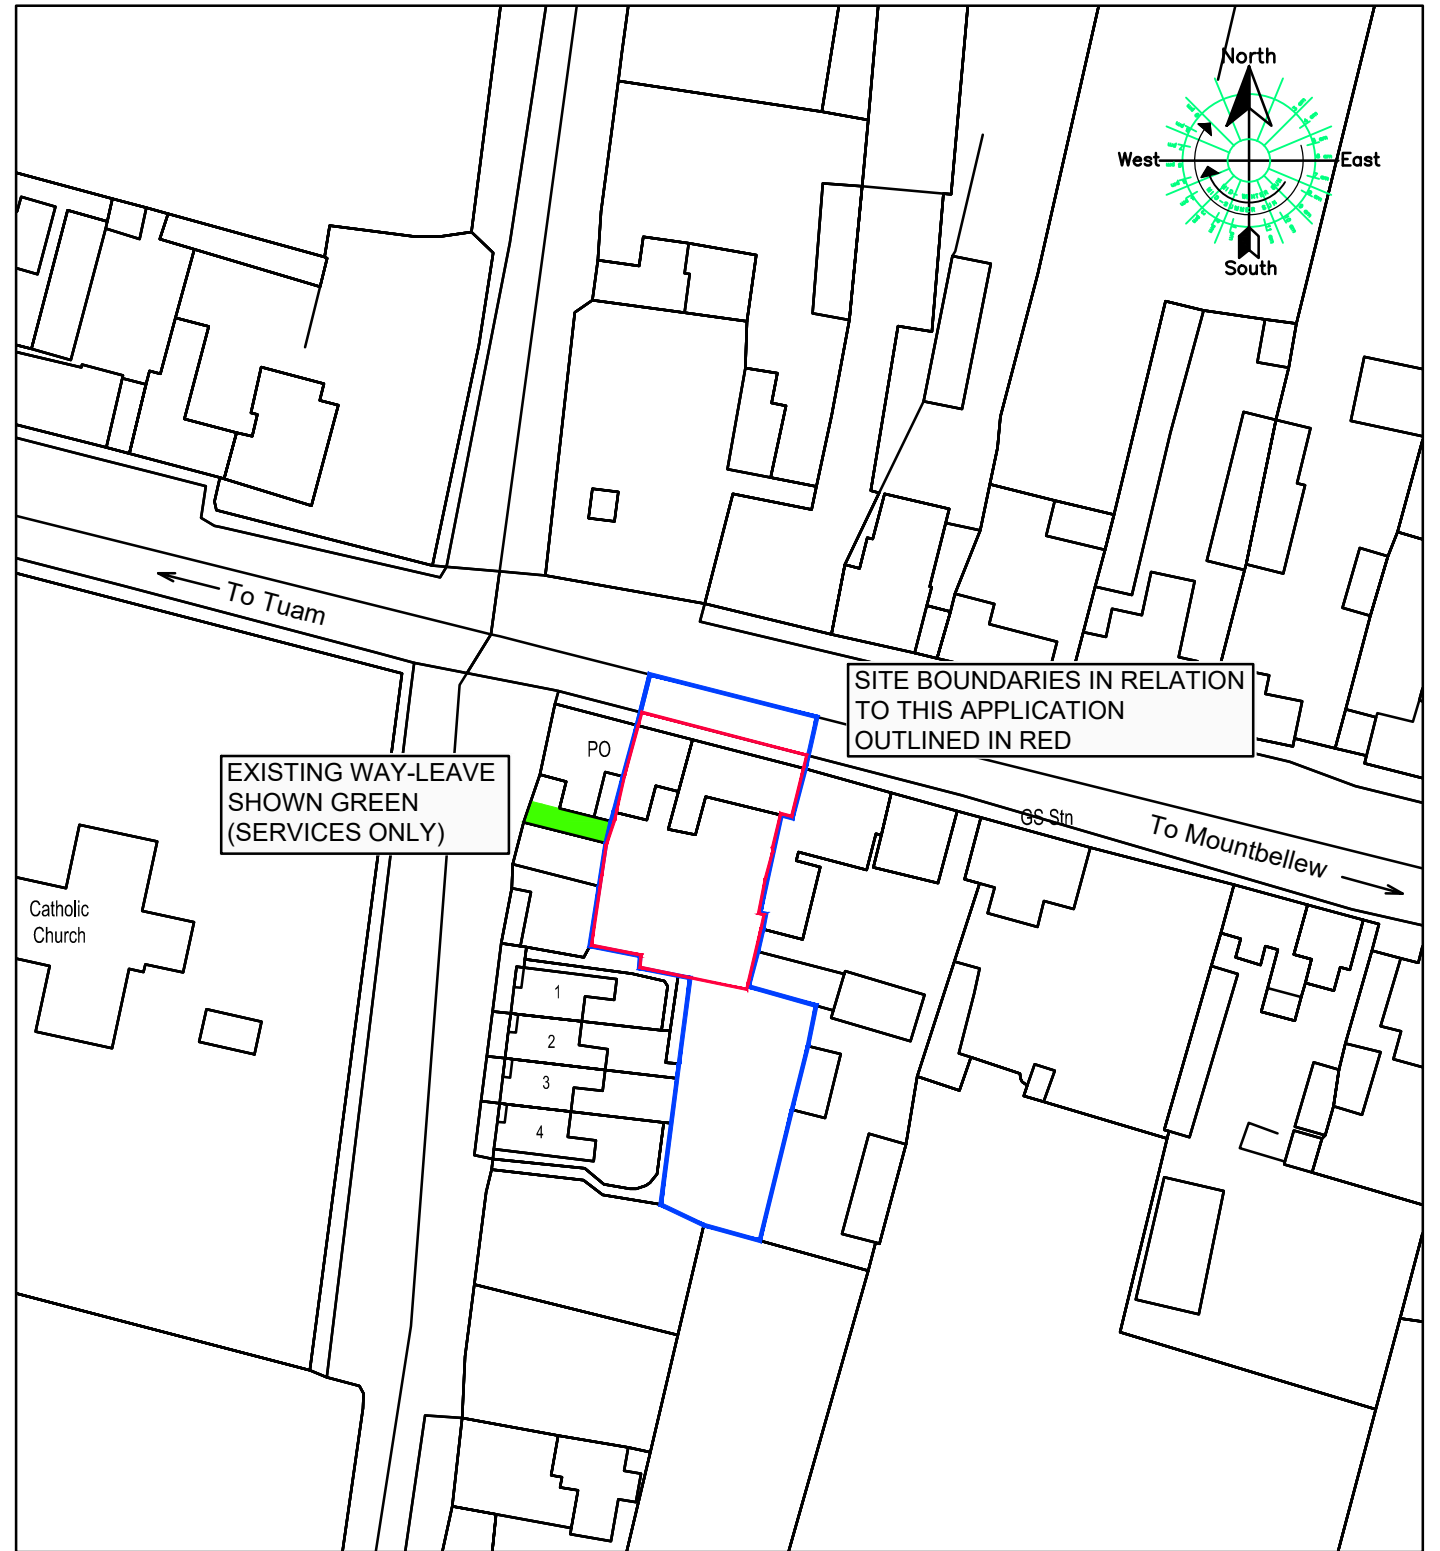 North
West
East
South
To Tuam
SITE BOUNDARIES IN RELATION
TO THIS APPLICATION
OUTLINED IN RED
PO
EXISTING WAY-LEAVE
SHOWN GREEN
(SERVICES ONLY)
GS Stn
To Mountbellew
Catholic
Church
1
2
3
4